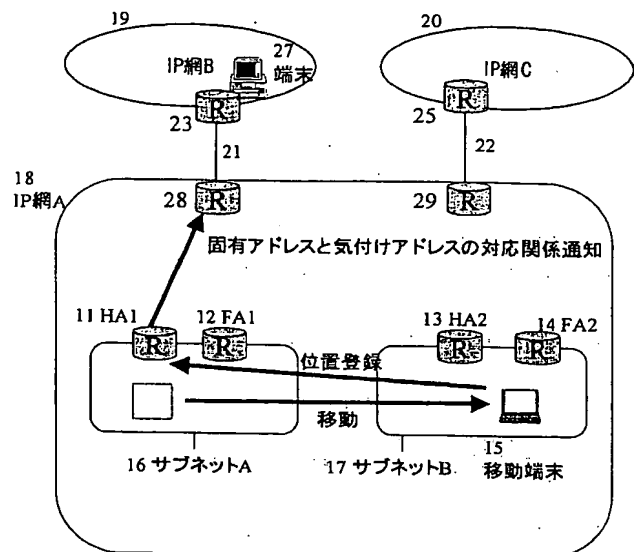 19
20
IP網B
27
端末
IP網C
R
23
R
25
21
22
18
IP網A
R
28
R
29
固有アドレスと気付けアドレスの対応関係通知
11 HA1
12 FA1
13 HA2
14 FA2
R
R
R
R
位置登録
移動
15
移動端末
16 サブネットA
17 サブネットB